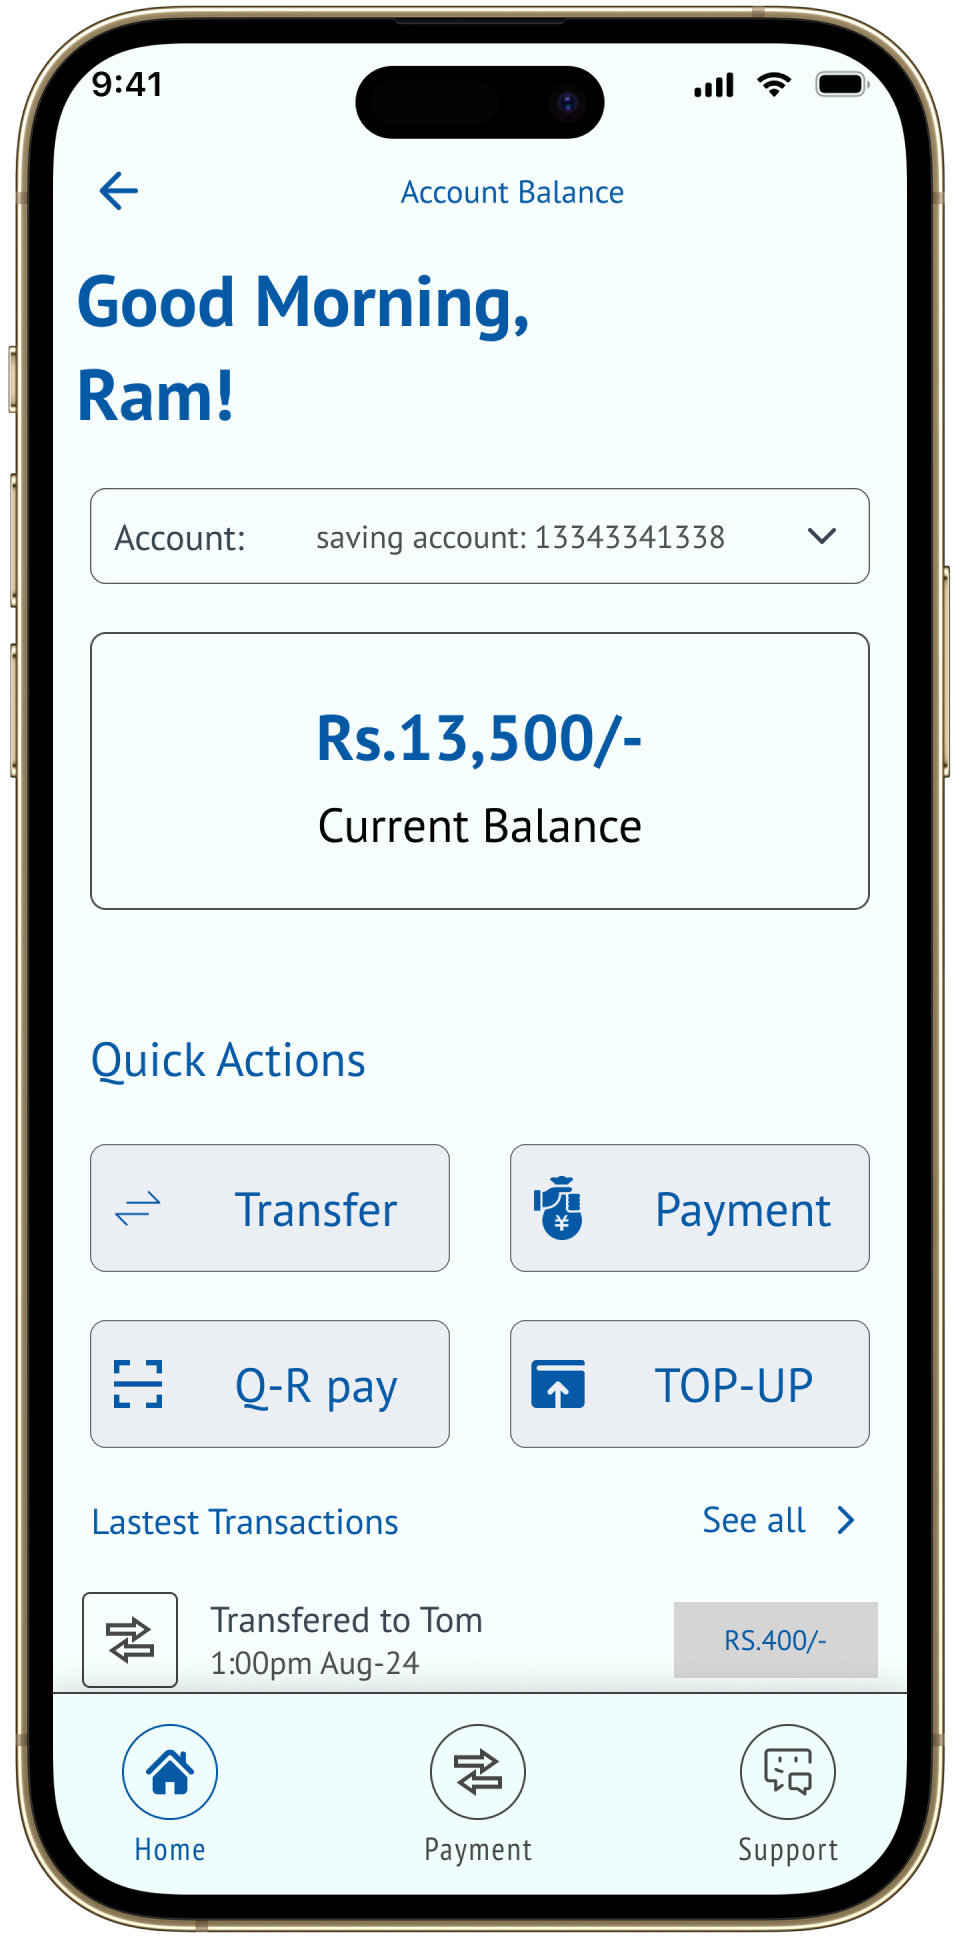 9:41
Account Balance
Good Morning,
Ram!
Account: saving account: 13343341338
Rs.13,500/-
Current Balance
Quick Actions
Transfer
¥
Payment
Q-R pay
TOP-UP
Lastest Transactions
See all
Transfered to Tom
1:00pm Aug-24
RS.400/-
Home
Payment
Support